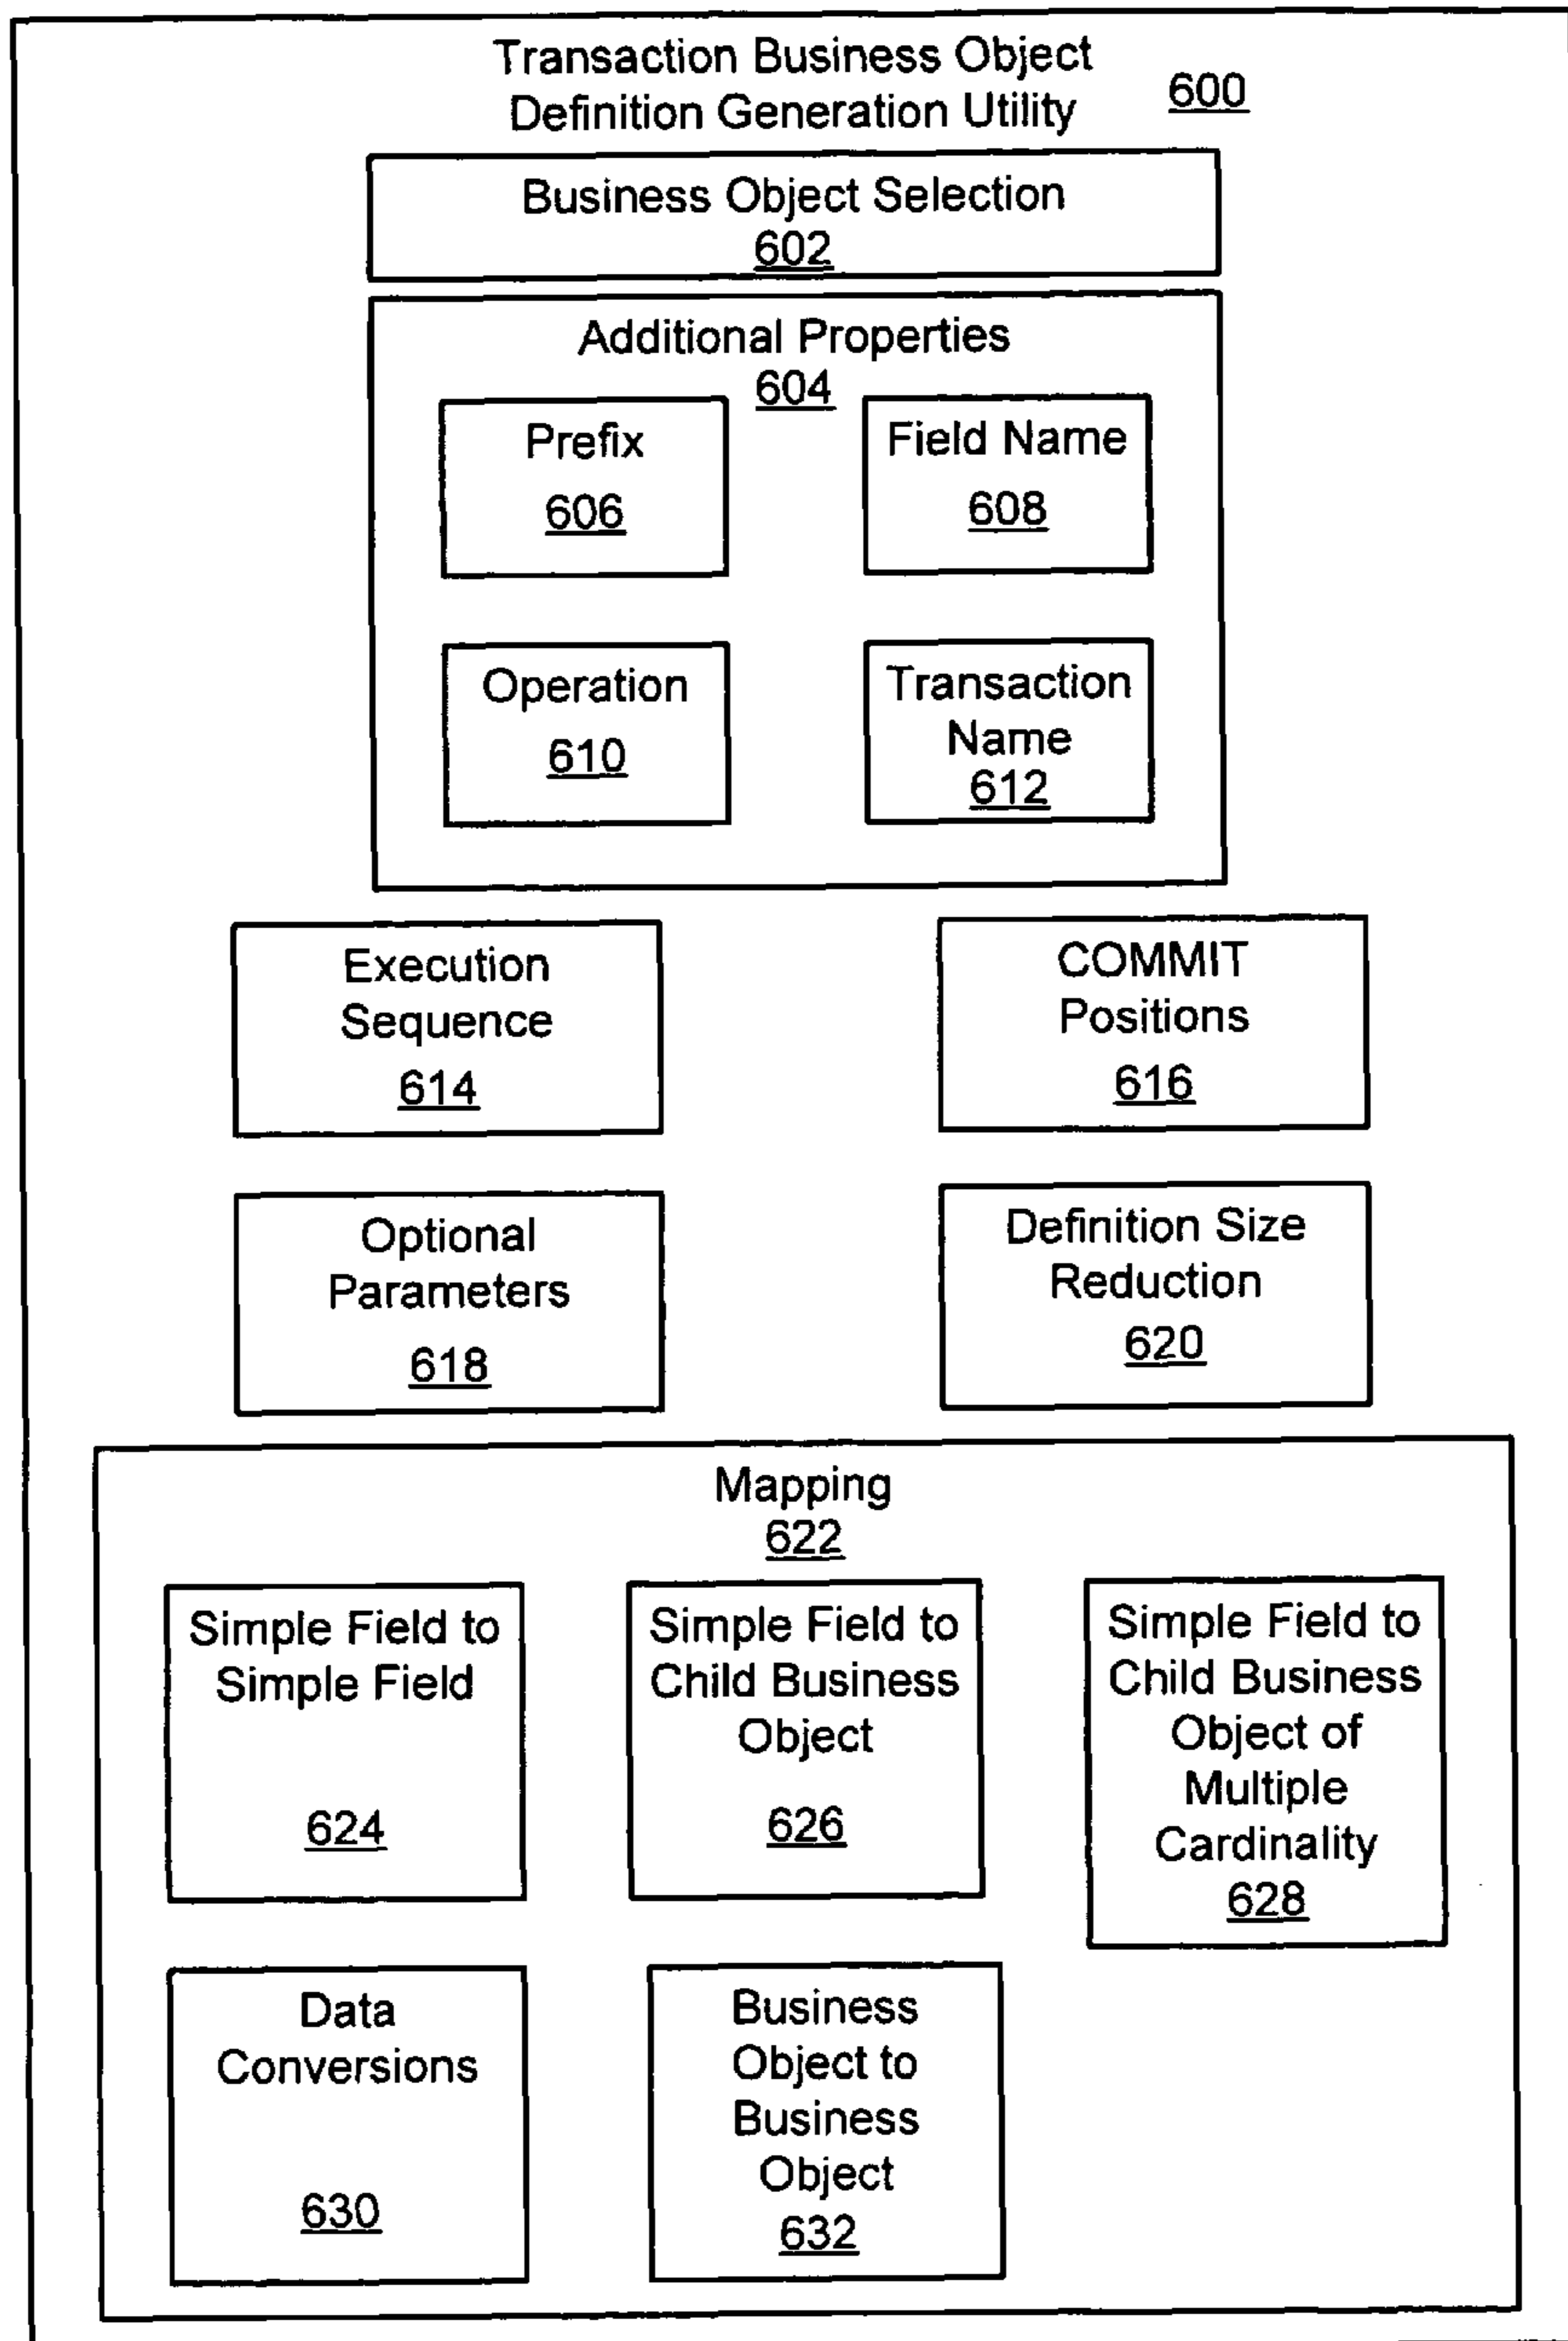 Transaction Business Object
Definition Generation Utility
600
Business Object Selection
602
Additional Properties
604
Prefix
606
Field Name
608
Operation
610
Transaction
Name
612
Execution
Sequence
614
COMMIT
Positions
616
Optional
Parameters
618
Definition Size
Reduction
620
Mapping
622
Simple Field to
Simple Field
624
Simple Field to
Child Business
Object
626
Simple Field to
Child Business
Object of
Multiple
Cardinality
628
Data
Conversions
630
Business
Object to
Business
Object
632